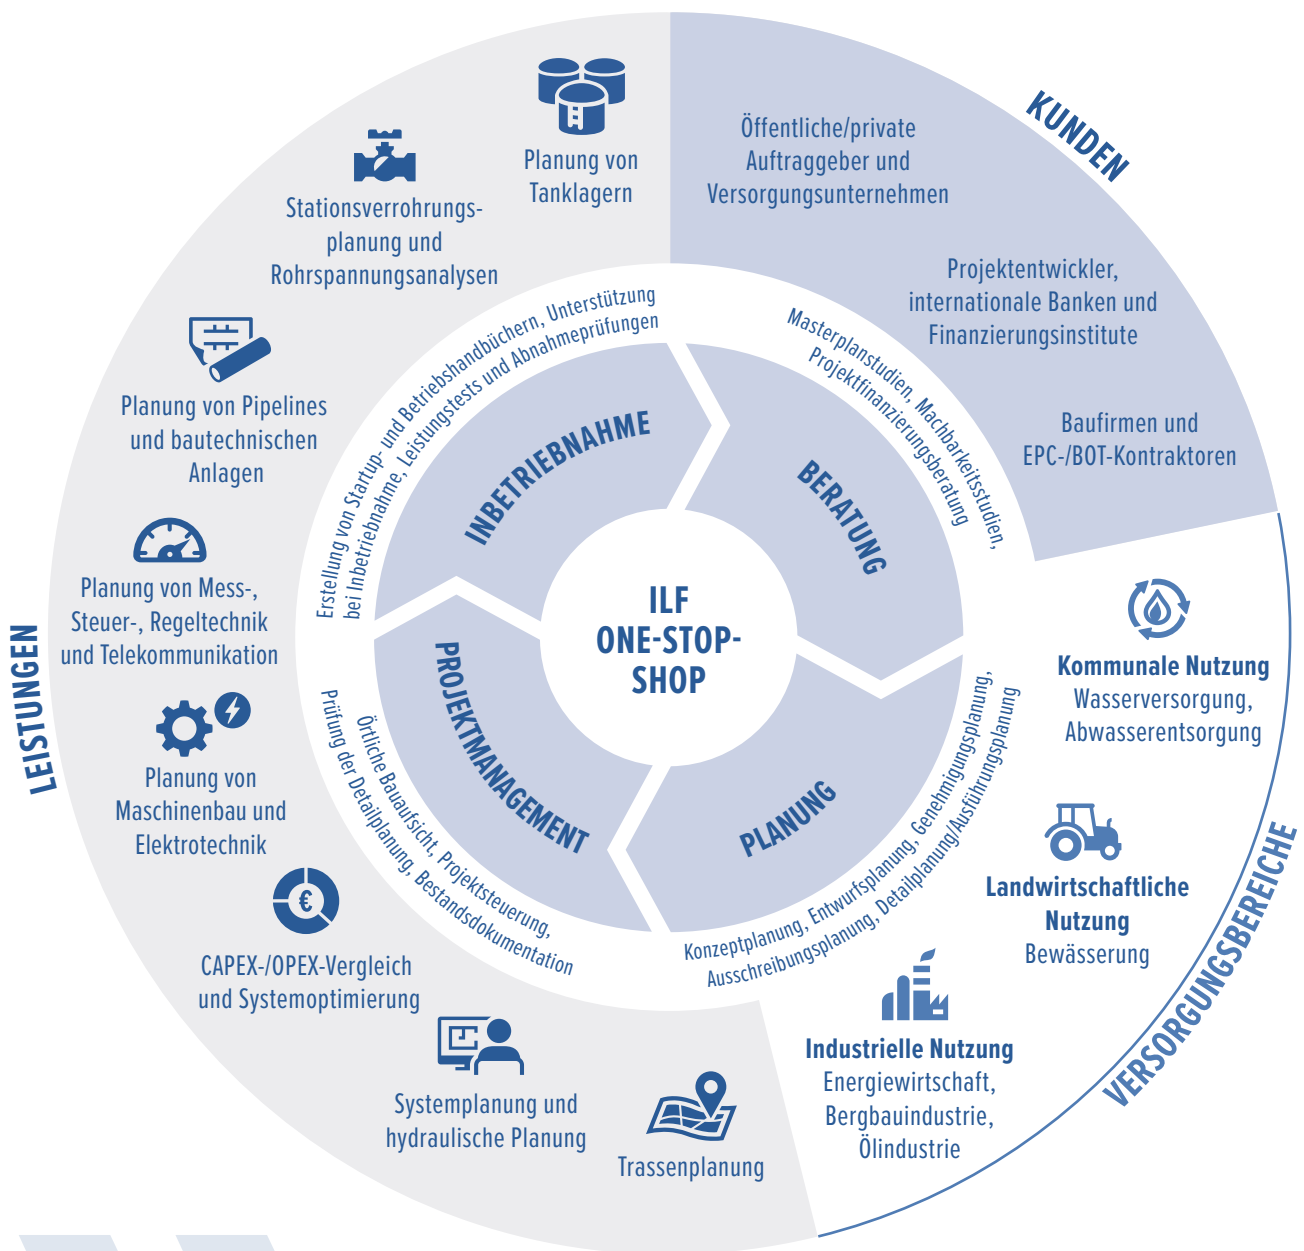 KUNDEN
Öffentliche/private
Auftraggeber und
Versorgungsunternehmen
Projektentwickler,
internationale Banken und
Finanzierungsinstitute
Baufirmen und
EPC-/BOT-Kontraktoren
VERSORGUNGSBEREICHE
Kommunale Nutzung
Wasserversorgung,
Abwasserentsorgung
Landwirtschaftliche
Nutzung
Bewässerung
Industrielle Nutzung
Energiewirtschaft,
Bergbauindustrie,
Ölindustrie
LEISTUNGEN
Planung von
Tanklagern
Stationsverrohrungs-
planung und
Rohrspannungsanalysen
Planung von Pipelines
und bautechnischen
Anlagen
Planung von Mess-,
Steuer-, Regeltechnik
und Telekommunikation
Planung von
Maschinenbau und
Elektrotechnik
€
CAPEX-/OPEX-Vergleich
und Systemoptimierung
Systemplanung und
hydraulische Planung
Trassenplanung
ILF
ONE-STOP-
SHOP
BERATUNG
Masterplanstudien, Machbarkeitsstudien,
Projektfinanzierungsberatung
PLANUNG
Konzeptplanung, Entwurfsplanung, Genehmigungsplanung,
Ausschreibungsplanung, Detailplanung/Ausführungsplanung
PROJEKTMANAGEMENT
Örtliche Bauaufsicht, Projektsteuerung,
Prüfung der Detailplanung, Bestandsdokumentation
INBETRIEBNAHME
Erstellung von Startup- und Betriebshandbüchern, Unterstützung
bei Inbetriebnahme, Leistungstests und Abnahmeprüfungen